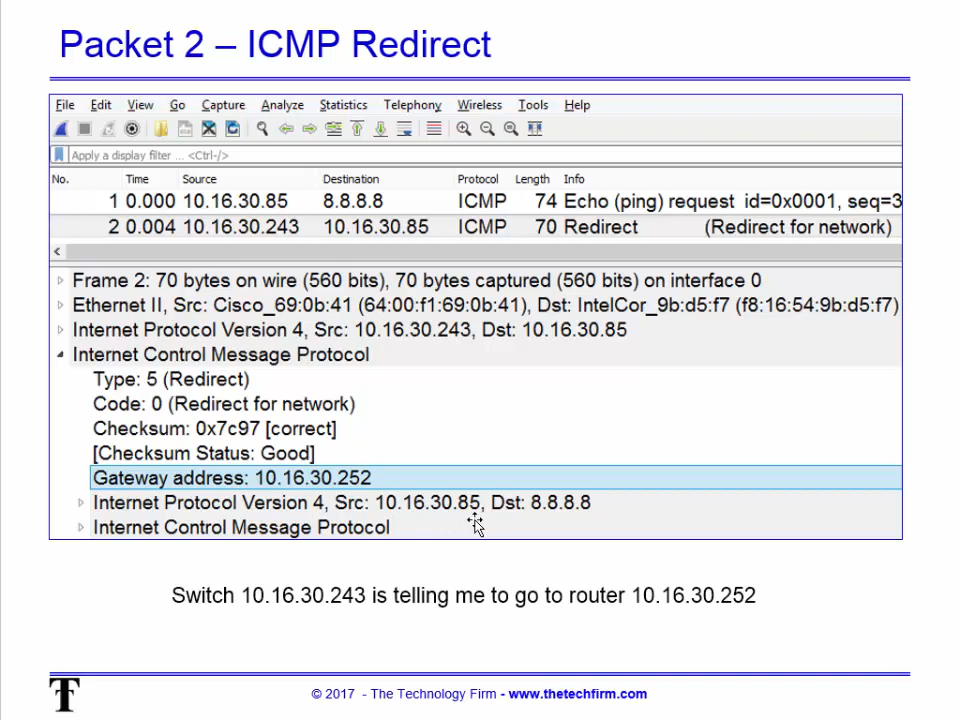 Packet 2 – ICMP Redirect
File Edit View Go Capture Analyze Statistics Telephony Wireless Tools Help
Apply a display filter ... <Ctrl-/>
No. Time Source Destination Protocol Length Info
1 0.000 10.16.30.85 8.8.8.8 ICMP 74 Echo (ping) request id=0x0001, seq=3
2 0.004 10.16.30.243 10.16.30.85 ICMP 70 Redirect (Redirect for network)
Frame 2: 70 bytes on wire (560 bits), 70 bytes captured (560 bits) on interface 0
Ethernet II, Src: Cisco_69:0b:41 (64:00:f1:69:0b:41), Dst: IntelCor_9b:d5:f7 (f8:16:54:9b:d5:f7)
Internet Protocol Version 4, Src: 10.16.30.243, Dst: 10.16.30.85
Internet Control Message Protocol
Type: 5 (Redirect)
Code: 0 (Redirect for network)
Checksum: 0x7c97 [correct]
[Checksum Status: Good]
Gateway address: 10.16.30.252
Internet Protocol Version 4, Src: 10.16.30.85, Dst: 8.8.8.8
Internet Control Message Protocol
Switch 10.16.30.243 is telling me to go to router 10.16.30.252
T
© 2017 - The Technology Firm - www.thetechfirm.com